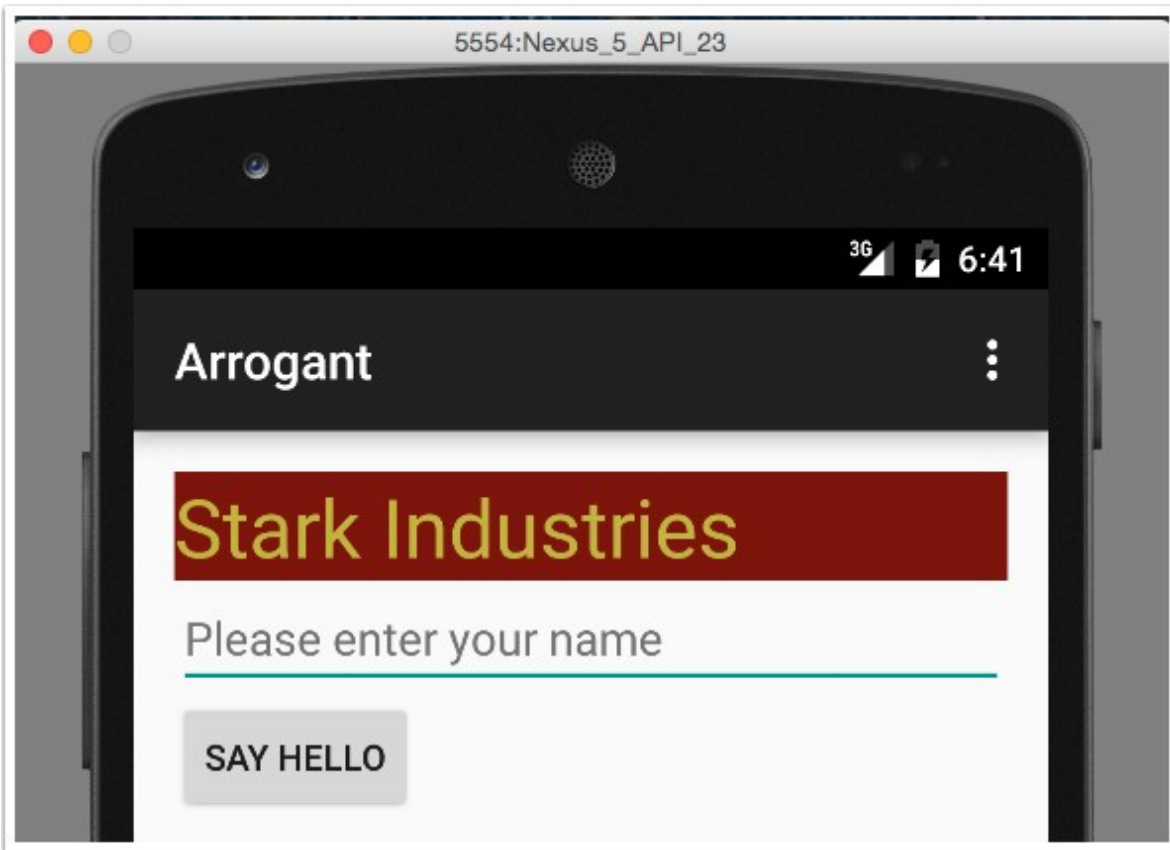 5554:Nexus_5_API_23
3G 6:41
Arrogant
Stark Industries
Please enter your name
SAY HELLO